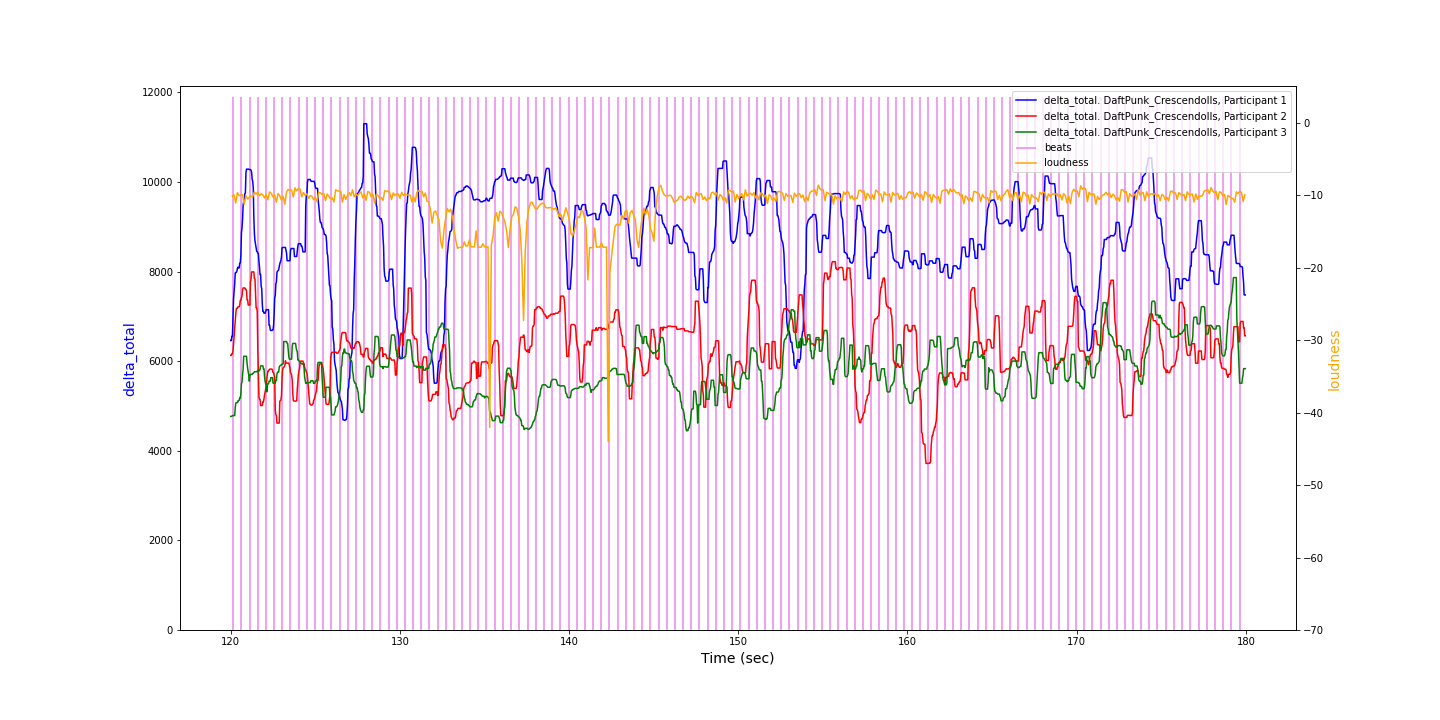 delta_total. DaftPunk_Crescendolls, Participant 1
delta_total. DaftPunk_Crescendolls, Participant 2
delta_total. DaftPunk_Crescendolls, Participant 3
beats
loudness
12000
10000
8000
6000
4000
2000
0
delta_total
0
−10
−20
−30
−40
−50
−60
−70
loudness
120
130
140
150
160
170
180
Time (sec)